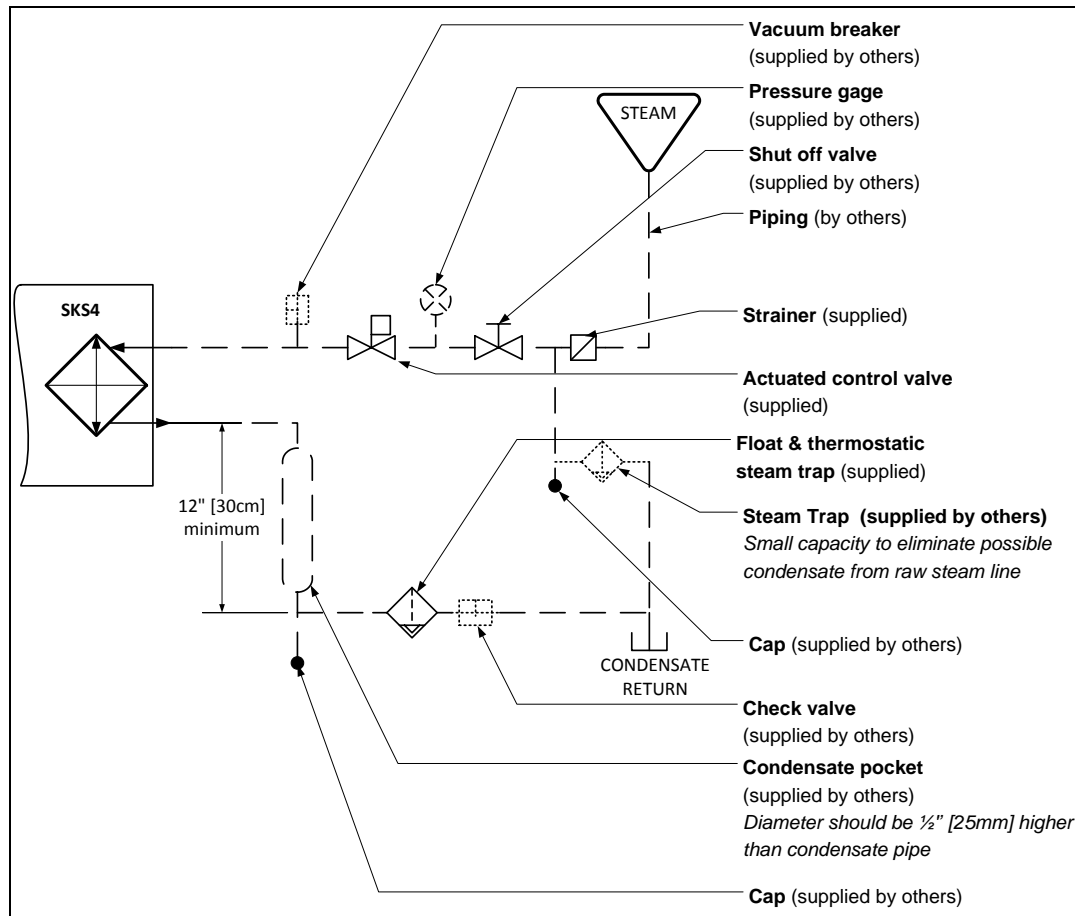 Vacuum breaker
(supplied by others)
Pressure gage
(supplied by others)
STEAM
Shut off valve
(supplied by others)
Piping (by others)
SKS4
Strainer (supplied)
Actuated control valve
(supplied)
Float & thermostatic
steam trap (supplied)
12" [30cm]
minimum
Steam Trap (supplied by others)
Small capacity to eliminate possible
condensate from raw steam line
Cap (supplied by others)
CONDENSATE
RETURN
Check valve
(supplied by others)
Condensate pocket
(supplied by others)
Diameter should be ½" [25mm] higher
than condensate pipe
Cap (supplied by others)